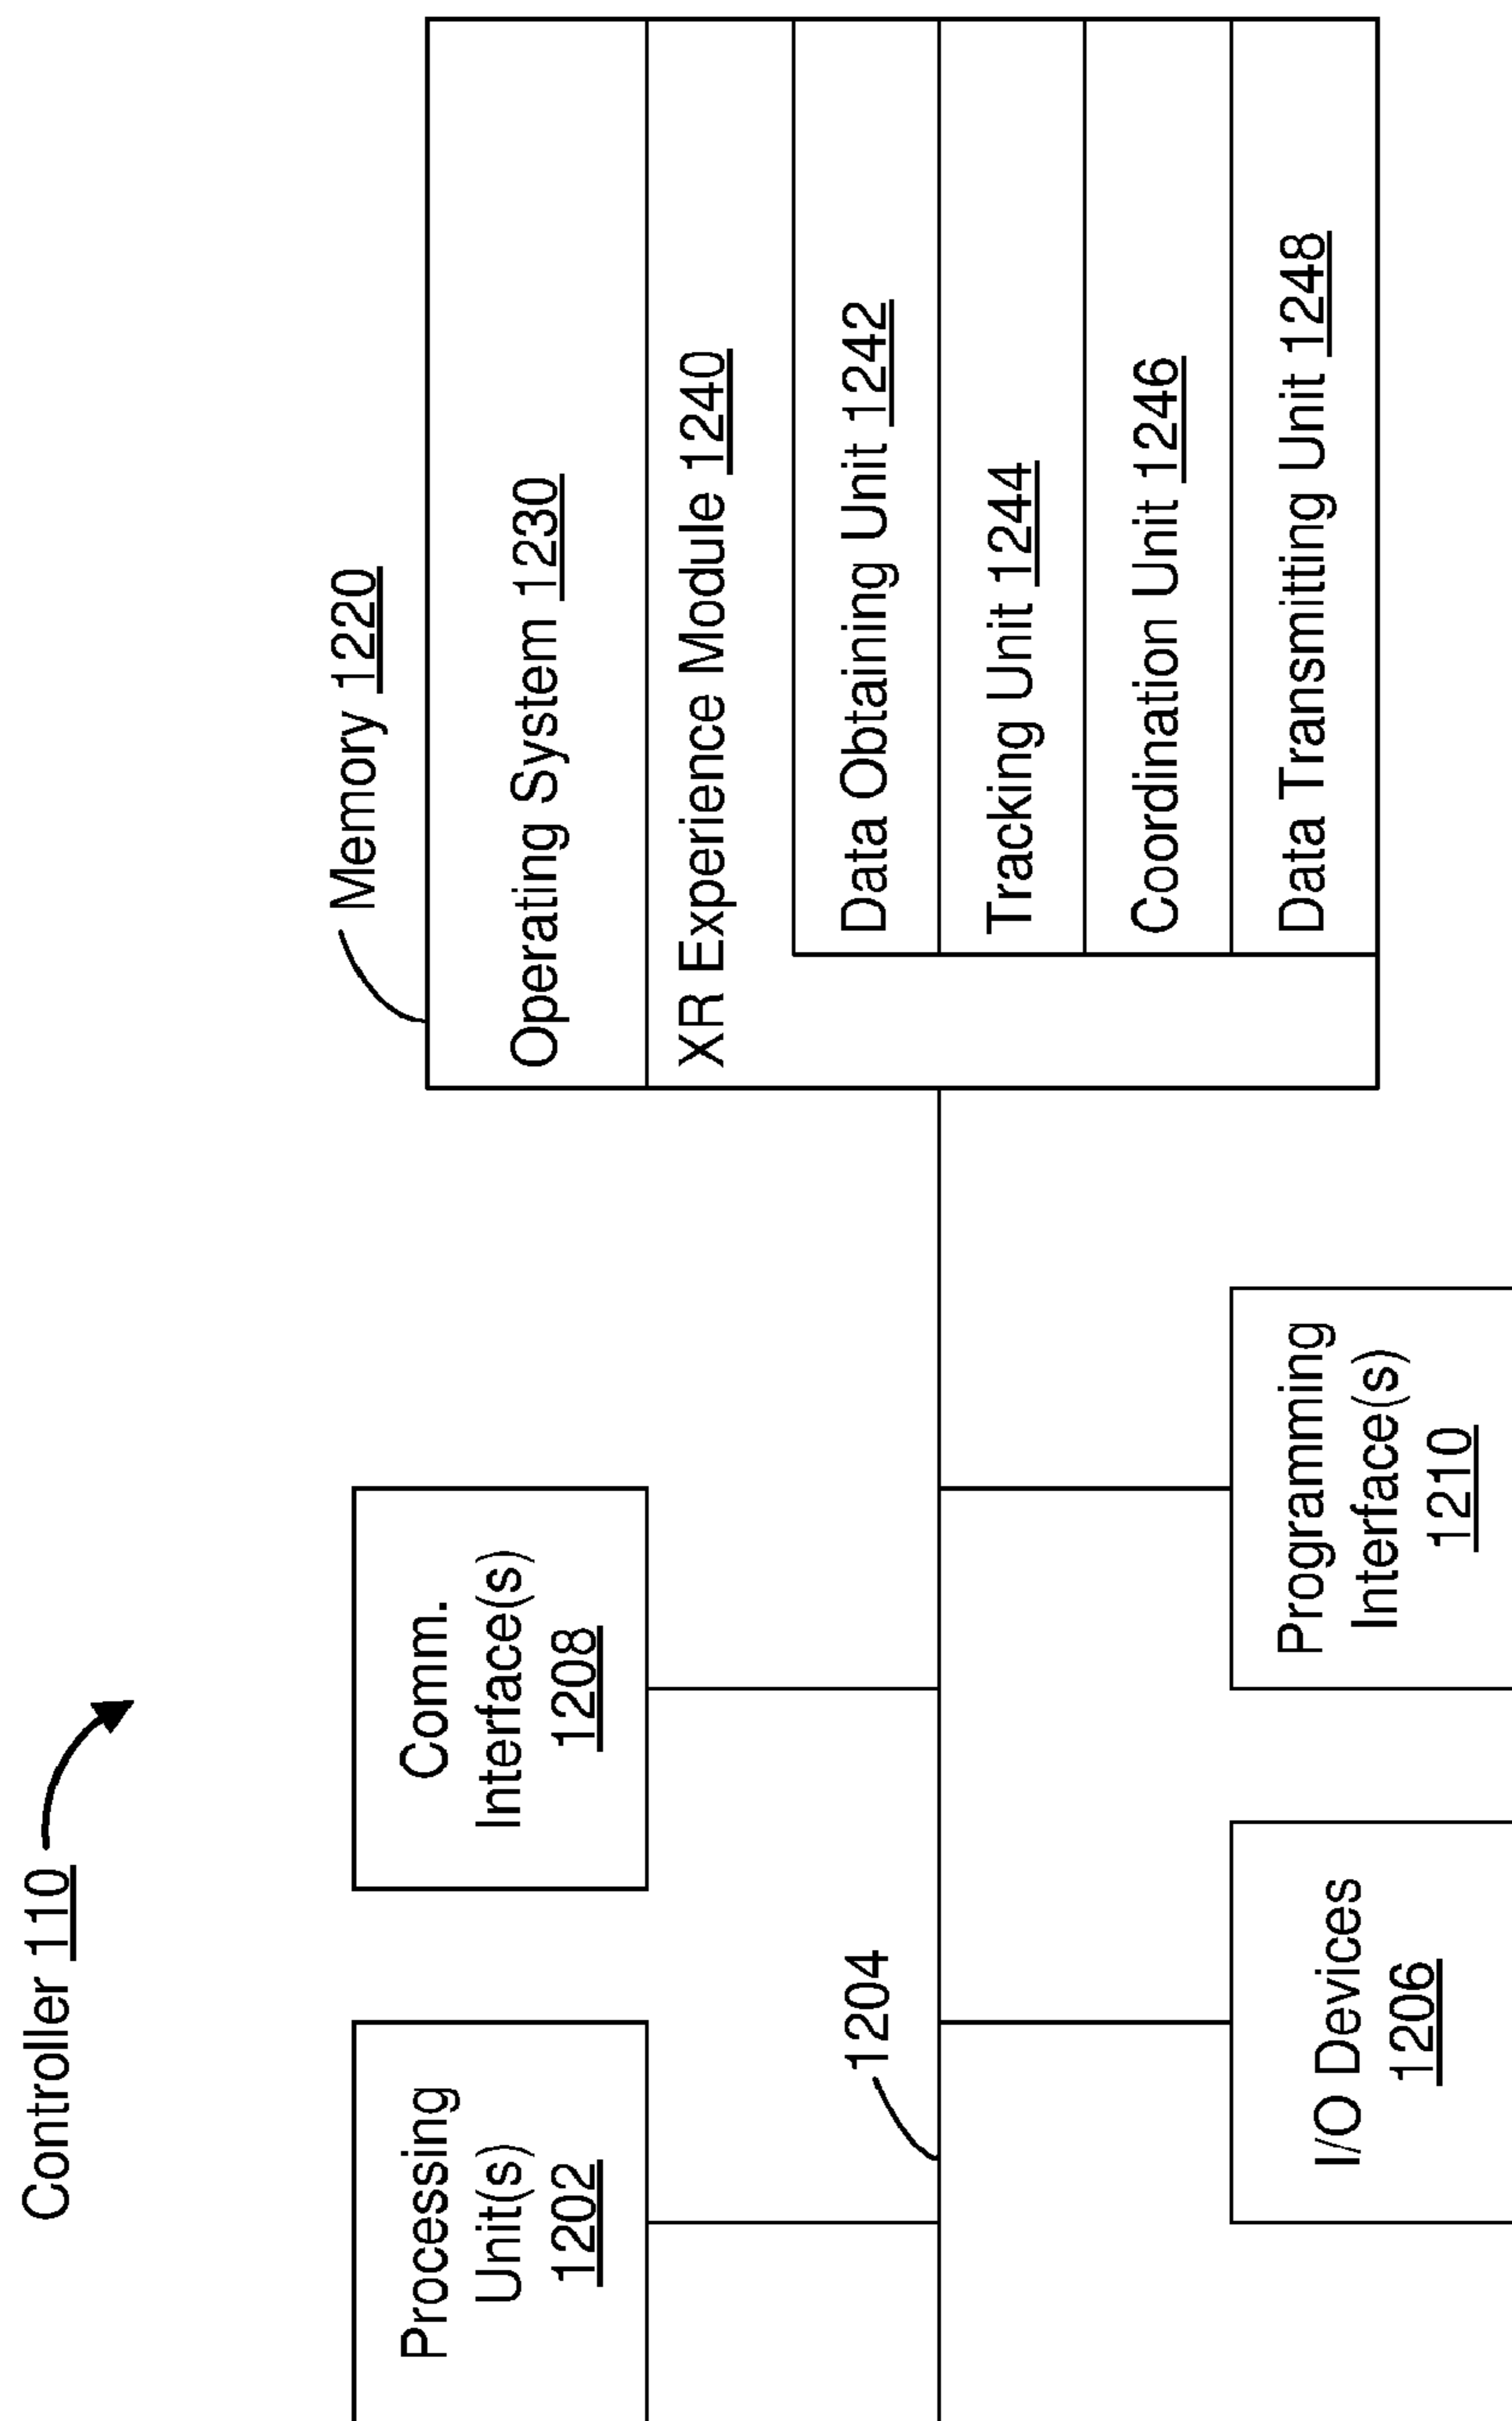 Controller 110
Processing
Unit(s)
1202
Comm.
Interface(s)
1208
1204
I/O Devices
1206
Programming
Interface(s)
1210
Memory 1220
Operating System 1230
XR Experience Module 1240
Data Obtaining Unit 1242
Tracking Unit 1244
Coordination Unit 1246
Data Transmitting Unit 1248